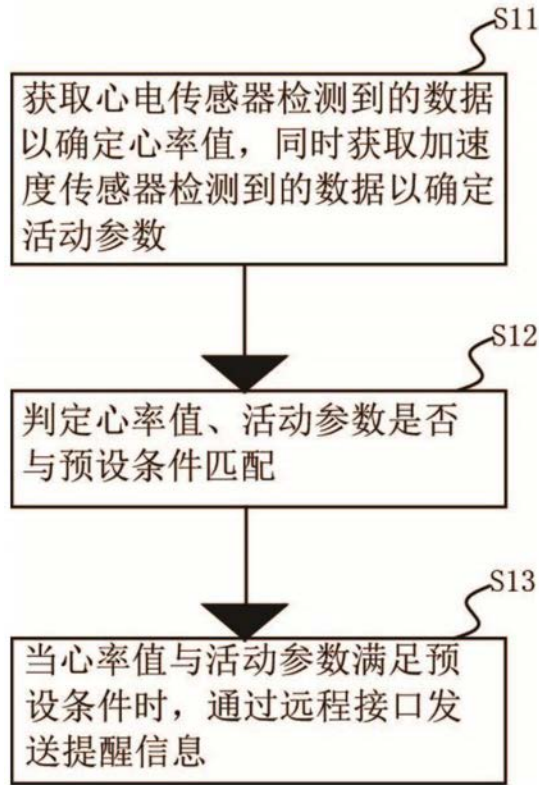 S11
获取心电传感器检测到的数据
以确定心率值，同时获取加速
度传感器检测到的数据以确定
活动参数
S12
判定心率值、活动参数是否
与预设条件匹配
S13
当心率值与活动参数满足预
设条件时，通过远程接口发
送提醒信息